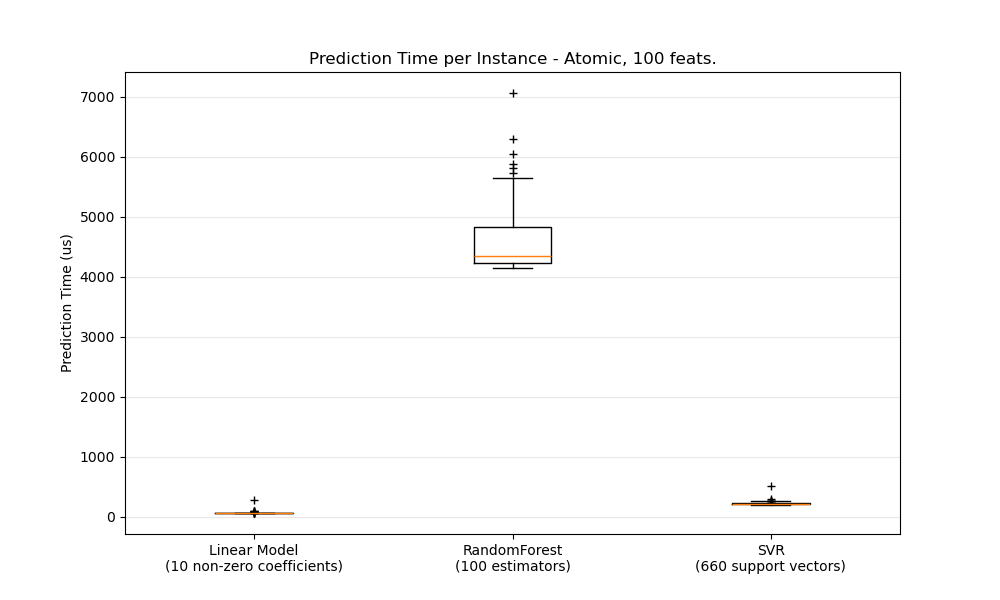 Prediction Time per Instance - Atomic, 100 feats.
Prediction Time (us)
7000
6000
5000
4000
3000
2000
1000
0
Linear Model
(10 non-zero coefficients)
RandomForest
(100 estimators)
SVR
(660 support vectors)